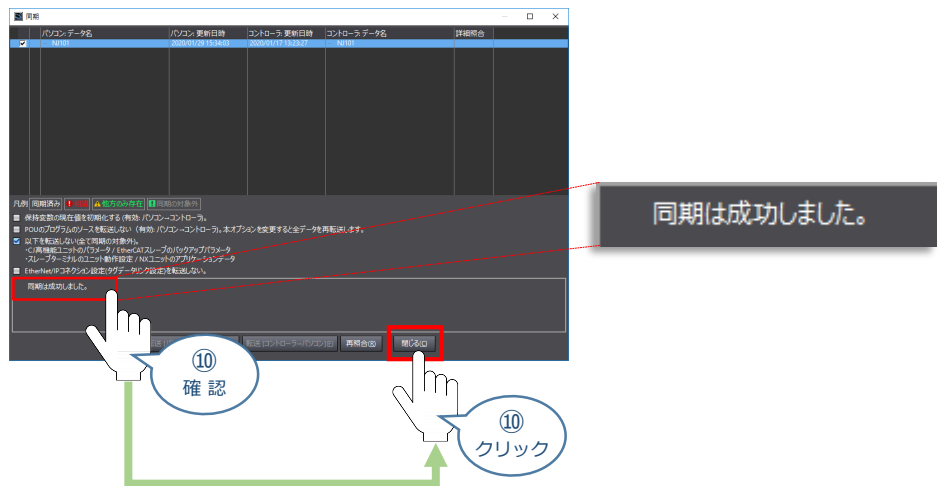 同期
パソコン:データ名 パソコン:更新日時 コントローラ:更新日時 コントローラ:データ名 詳細照合
NJ101 2020/01/29 15:34:03 2020/01/17 13:23:27 NJ101
凡例 同期済み 他方のみ存在 同期の対象外
保持変数の現在値を初期化する (有効: パソコン→コントローラ)。
POUのプログラムのソースを転送しない (有効: パソコン→コントローラ)。本オプションを変更すると全データを再転送します。
以下を転送しない(全て同期の対象外)。
・CJ高機能ユニットのパラメータ / EtherCATスレーブのバックアップパラメータ
・スレーブターミナルのユニット動作設定 / NXユニットのアプリケーションデータ
EtherNet/IPコネクション設定(タグデータリンク設定)を転送しない。
同期は成功しました。
転送 [コントローラ→パソコン](E) 再照合(R) 閉じる(C)
同期は成功しました。
⑩
確 認
⑩
クリック